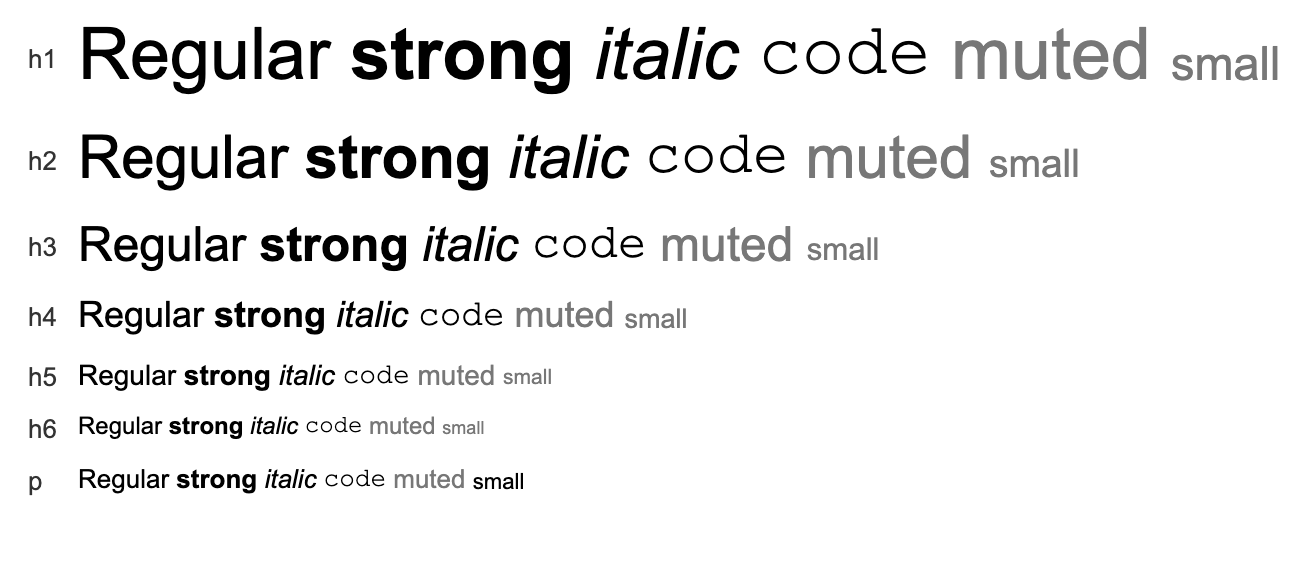 h1 Regular strong italic code muted small
h2 Regular strong italic code muted small
h3 Regular strong italic code muted small
h4 Regular strong italic code muted small
h5 Regular strong italic code muted small
h6 Regular strong italic code muted small
p Regular strong italic code muted small